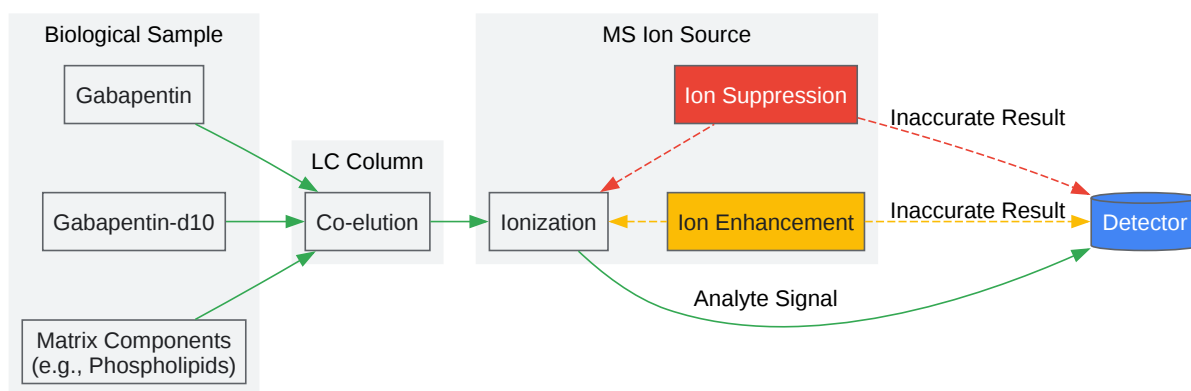 Biological Sample
MS Ion Source
Gabapentin
Ion Suppression
Inaccurate Result
LC Column
Gabapentin-d10
Co-elution
Ionization
Ion Enhancement
Inaccurate Result
Detector
Analyte Signal
Matrix Components
(e.g., Phospholipids)